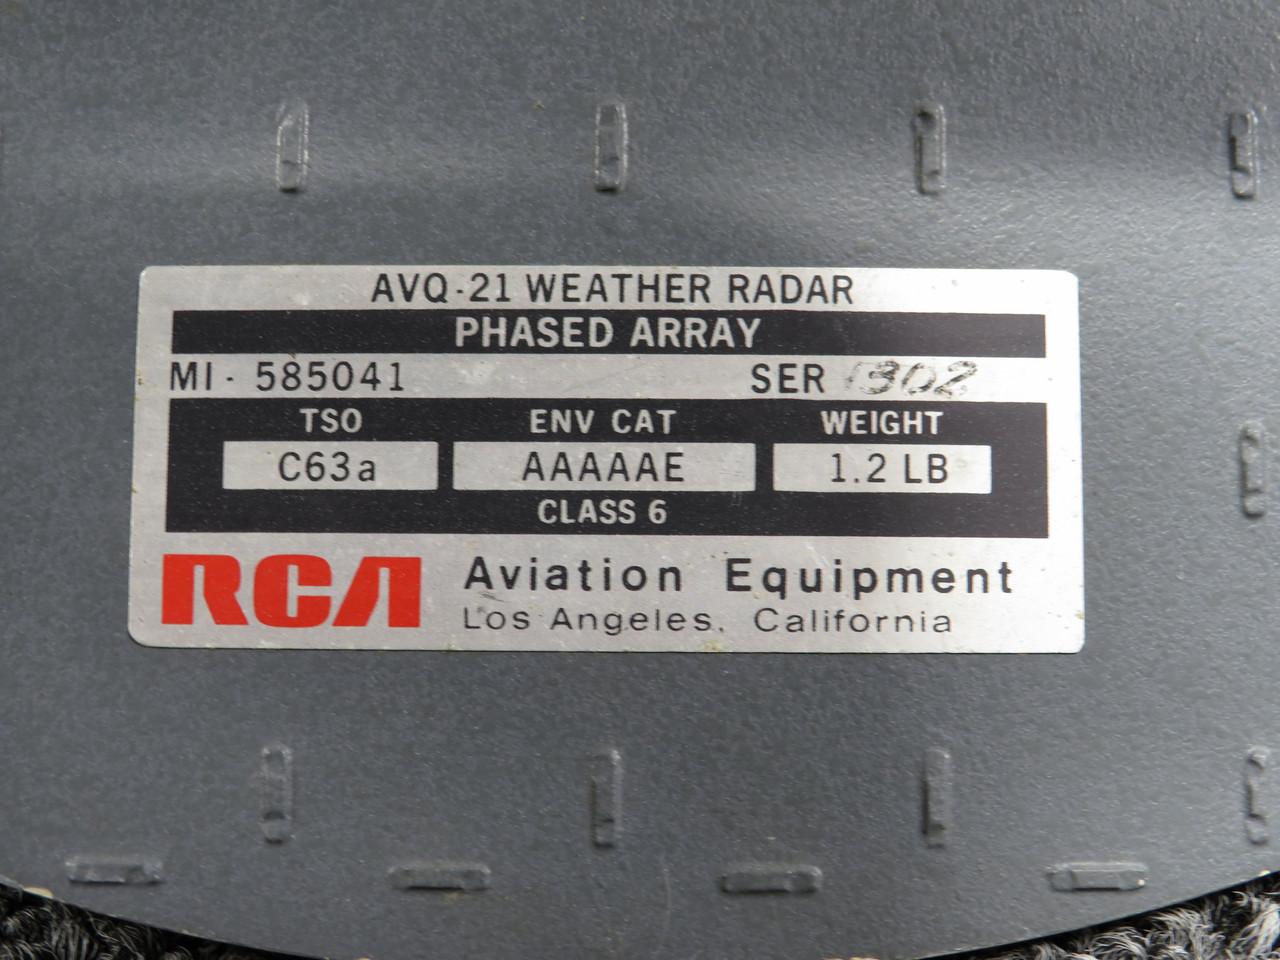 AVQ-21 WEATHER RADAR
PHASED ARRAY
MI- 585041 SER 1302
TSO ENV CAT WEIGHT
C63a AAAAAE 1.2 LB
CLASS 6
RCA Aviation Equipment
Los Angeles, California